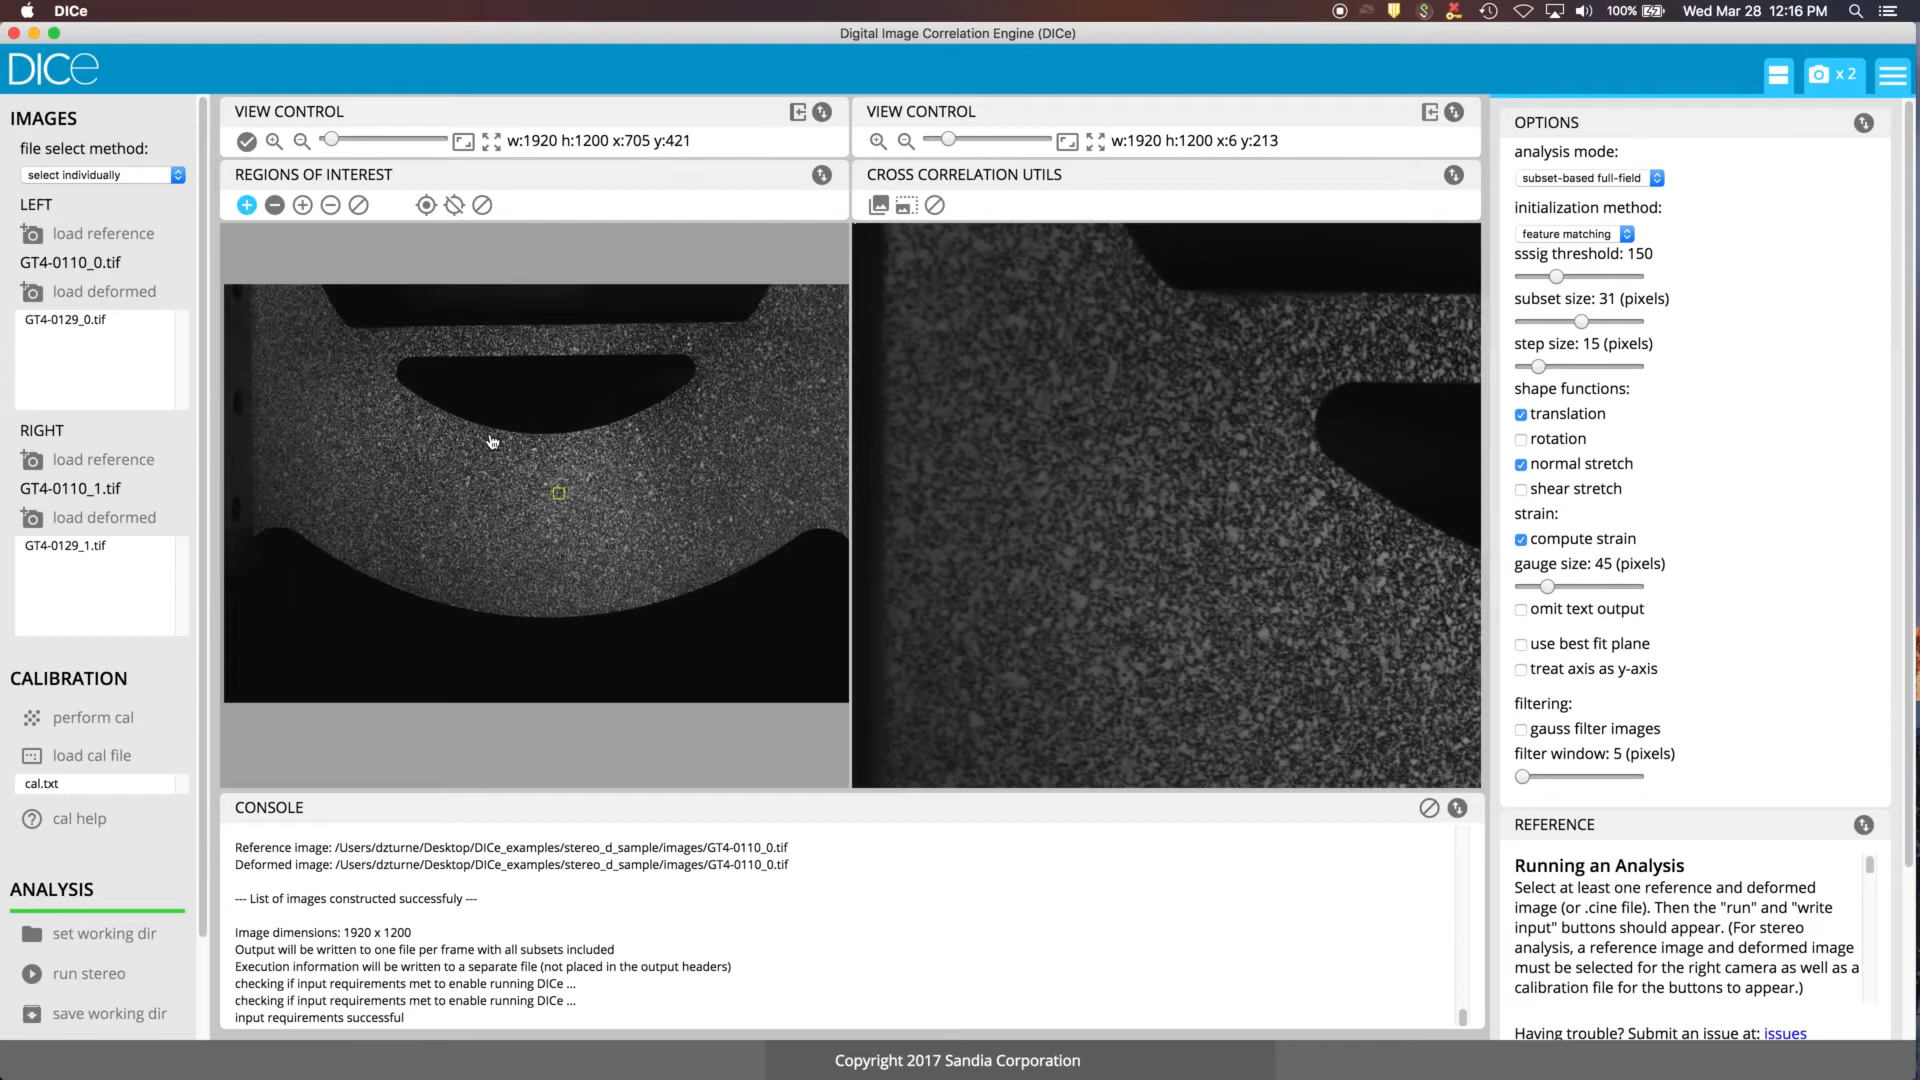 DICe
100%
Wed Mar 28 12:16 PM
Digital Image Correlation Engine (DICe)
DICe
x 2
IMAGES
file select method:
select individually
LEFT
load reference
GT4-0110_0.tif
load deformed
GT4-0129_0.tif
RIGHT
load reference
GT4-0110_1.tif
load deformed
GT4-0129_1.tif
CALIBRATION
perform cal
load cal file
cal.txt
cal help
ANALYSIS
set working dir
run stereo
save working dir
VIEW CONTROL
w:1920 h:1200 x:705 y:421
REGIONS OF INTEREST
VIEW CONTROL
w:1920 h:1200 x:6 y:213
CROSS CORRELATION UTILS
CONSOLE
Reference image: /Users/dzturne/Desktop/DICe_examples/stereo_d_sample/images/GT4-0110_0.tif
Deformed image: /Users/dzturne/Desktop/DICe_examples/stereo_d_sample/images/GT4-0110_0.tif
--- List of images constructed successfuly ---
Image dimensions: 1920 x 1200
Output will be written to one file per frame with all subsets included
Execution information will be written to a separate file (not placed in the output headers)
checking if input requirements met to enable running DICe ...
checking if input requirements met to enable running DICe ...
input requirements successful
OPTIONS
analysis mode:
subset-based full-field
initialization method:
feature matching
sssig threshold: 150
subset size: 31 (pixels)
step size: 15 (pixels)
shape functions:
translation
rotation
normal stretch
shear stretch
strain:
compute strain
gauge size: 45 (pixels)
omit text output
use best fit plane
treat axis as y-axis
filtering:
gauss filter images
filter window: 5 (pixels)
REFERENCE
Running an Analysis
Select at least one reference and deformed
image (or .cine file). Then the "run" and "write
input" buttons should appear. (For stereo
analysis, a reference image and deformed image
must be selected for the right camera as well as a
calibration file for the buttons to appear.)
Having trouble? Submit an issue at: issues
Copyright 2017 Sandia Corporation